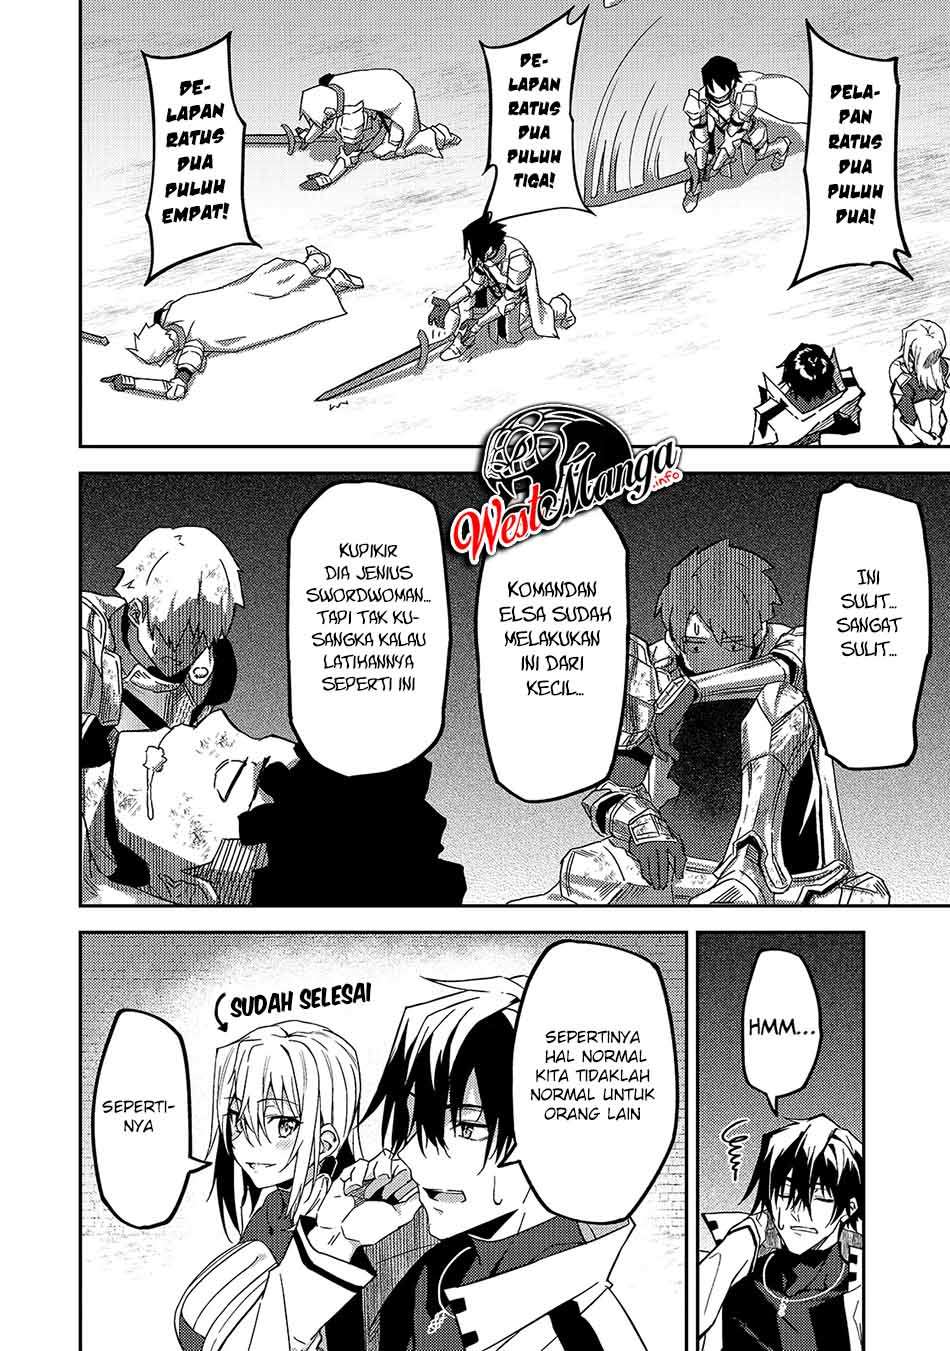 DELA-
PAN
RATUS
DUA
PULUH
DUA!
DE-
LAPAN
RATUS
DUA
PULUH
TIGA!
DE-
LAPAN
RATUS
DUA
PULUH
EMPAT!
WestManga
.info
INI
SULIT...
SANGAT
SULIT...
KOMANDAN
ELSA SUDAH
MELAKUKAN
INI DARI
KECIL...
KUPIKIR
DIA JENIUS
SWORDWOMAN...
TAPI TAK KU-
SANGKA KALAU
LATIHANNYA
SEPERTI INI
HMM...
SEPERTINYA
HAL NORMAL
KITA TIDAKLAH
NORMAL UNTUK
ORANG LAIN
SUDAH SELESAI
SEPERTI-
NYA